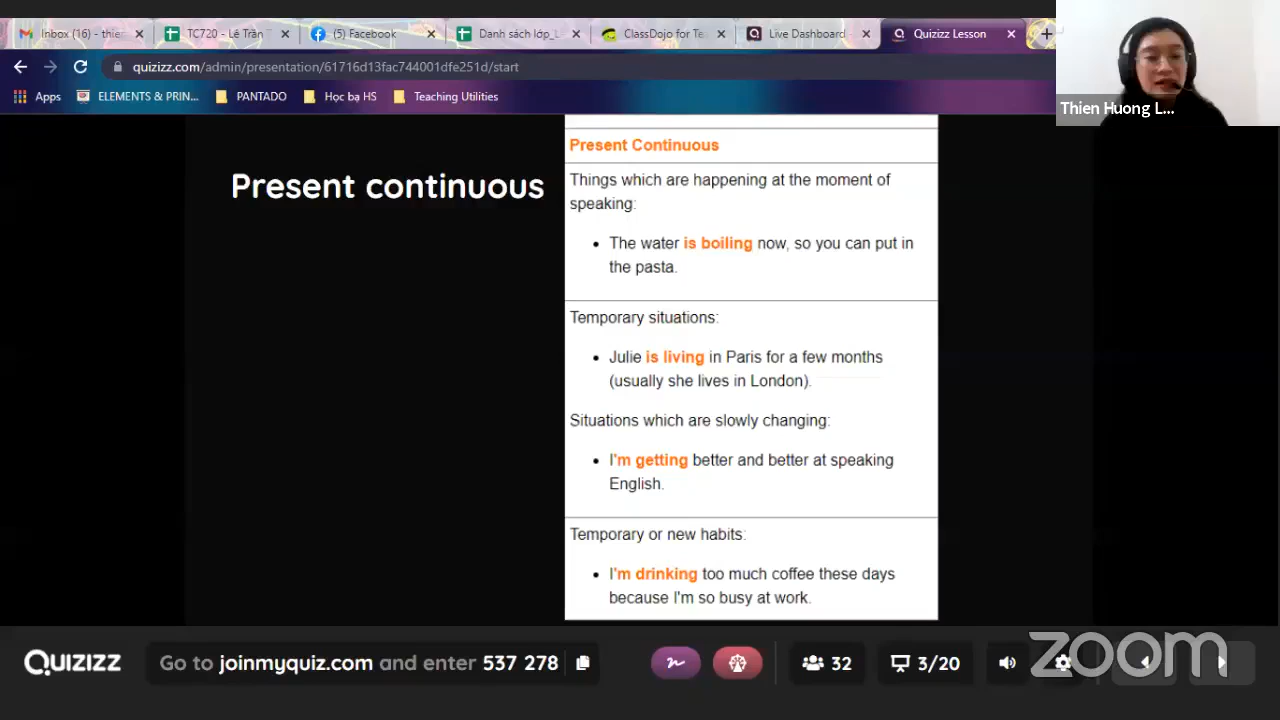 Inbox (16) - thie
TC720 - Lê Trần T
(5) Facebook
Danh sách lớp_L
ClassDojo for Te
Live Dashboard
Quizizz Lesson
quizizz.com/admin/presentation/61716d13fac744001dfe251d/start
Apps
ELEMENTS & PRIN...
PANTADO
Học bạ HS
Teaching Utilities
Thien Huong L...
Present continuous
Present Continuous
Things which are happening at the moment of
speaking:
• The water is boiling now, so you can put in
the pasta.
Temporary situations:
• Julie is living in Paris for a few months
(usually she lives in London).
Situations which are slowly changing:
• I'm getting better and better at speaking
English.
Temporary or new habits:
• I'm drinking too much coffee these days
because I'm so busy at work.
QUIZIZZ
Go to joinmyquiz.com and enter 537 278
32
3/20
zoom